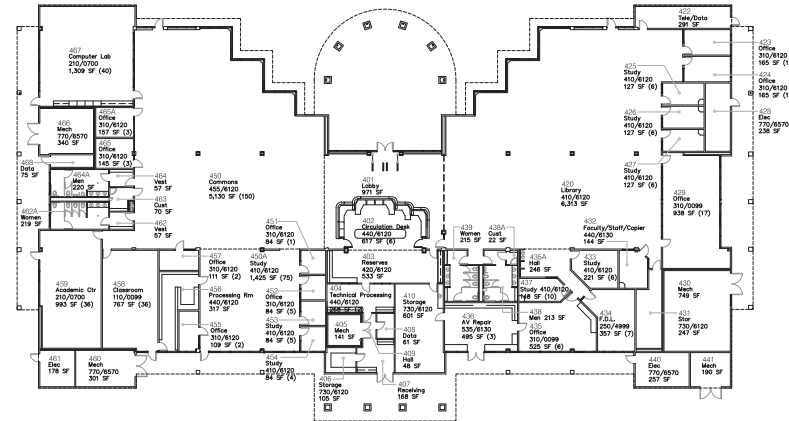 467
Computer Lab
210/0700
1,309 SF (40)
466
Mech
770/6570
340 SF
465A
Office
310/6120
157 SF (3)
465
Office
310/6120
145 SF (3)
468
Data
75 SF
464A
Men
220 SF
464
Vest
57 SF
463
Cust
70 SF
462A
Women
219 SF
462
Vest
57 SF
450
Commons
455/6120
5,130 SF (150)
459
Academic Ctr
210/0700
993 SF (36)
458
Classroom
110/0099
767 SF (36)
457
Office
310/6120
111 SF (2)
456
Processing Rm
440/6120
317 SF
455
Office
310/6120
109 SF (2)
450A
Study
410/6120
1,425 SF (75)
451
Office
310/6120
84 SF (1)
452
Office
310/6120
84 SF (5)
453
Study
410/6120
84 SF (5)
454
Study
410/6120
84 SF (4)
461
Elec
178 SF
460
Mech
770/6570
301 SF
401
Lobby
971 SF
402
Circulation Desk
440/6120
617 SF (6)
403
Reserves
420/6120
533 SF
404
Technical Processing
440/6120
405
Mech
141 SF
406
Storage
730/6120
105 SF
407
Receiving
168 SF
408
Data
61 SF
409
Hall
48 SF
410
Storage
730/6120
601 SF
420
Library
410/6120
6,313 SF
422
Tele/Data
291 SF
423
Office
310/6120
165 SF (1
424
Office
310/6120
165 SF (1
425
Study
410/6120
127 SF (6)
426
Study
410/6120
127 SF (6)
427
Study
410/6120
127 SF (6)
428
Elec
770/6570
238 SF
429
Office
310/0099
938 SF (17)
432
Faculty/Staff/Copier
440/6130
144 SF
433
Study
410/6120
221 SF (6)
430
Mech
749 SF
431
Stor
730/6120
247 SF
434
F.D.L.
250/4999
357 SF (7)
439
Women
215 SF
438A
Cust
22 SF
435A
Hall
246 SF
437
Study 410/6120
148 SF (10)
438
Men 213 SF
435
Office
310/0099
525 SF (6)
436
AV Repair
535/6130
495 SF (3)
440
Elec
770/6570
257 SF
441
Mech
190 SF